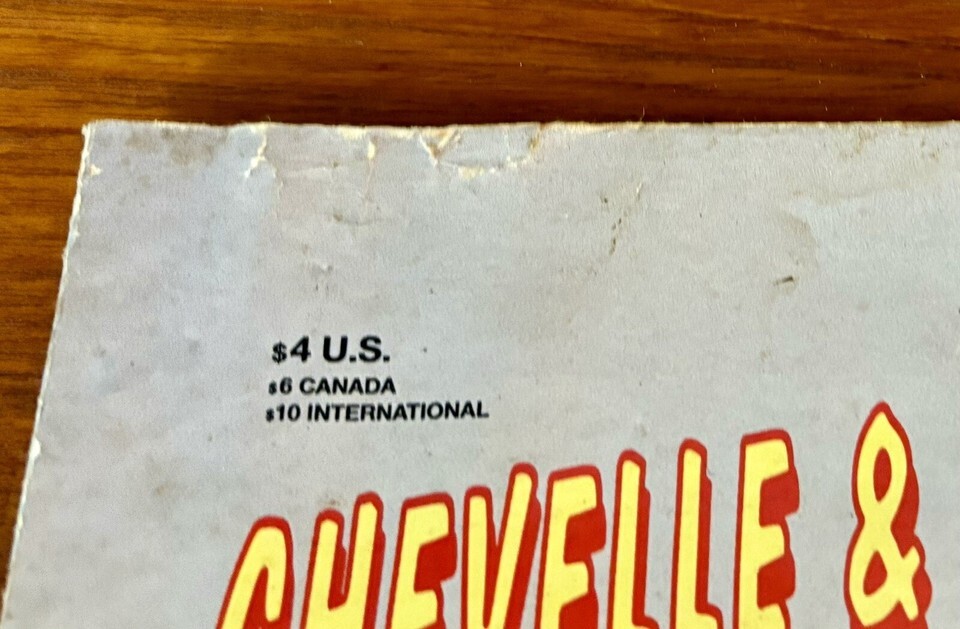 $4 U.S.
$6 CANADA
$10 INTERNATIONAL
CHEVELLE &